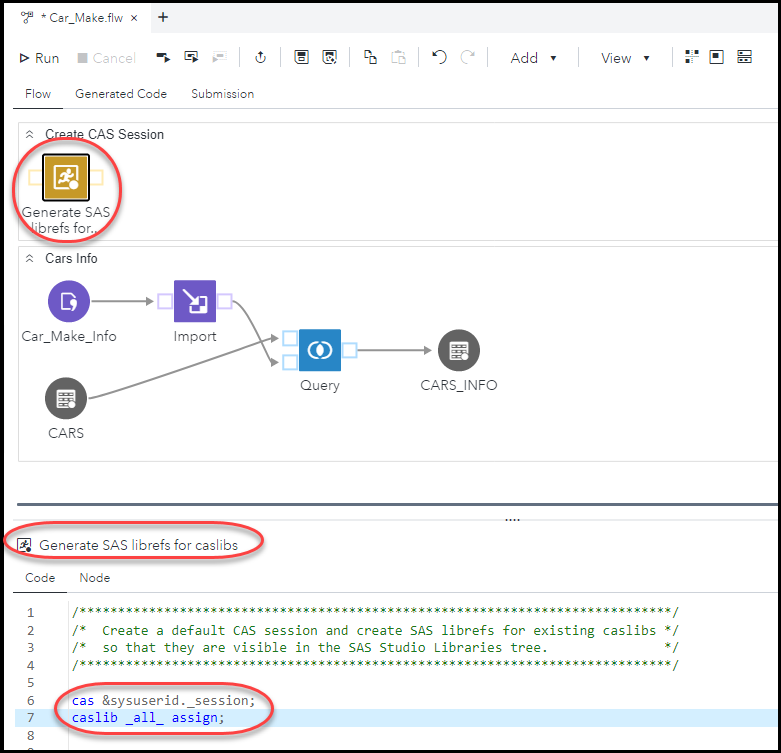 * Car_Make.flw × +
Run Cancel Add View
Flow Generated Code Submission
Create CAS Session
Generate SAS
librefs for...
Cars Info
Car_Make_Info
Import
Query
CARS_INFO
CARS
Generate SAS librefs for caslibs
Code Node
1 /*****************************************************************************/
2 /*  Create a default CAS session and create SAS librefs for existing caslibs */
3 /*  so that they are visible in the SAS Studio Libraries tree.               */
4 /*****************************************************************************/
5
6 cas &sysuserid._session;
7 caslib _all_ assign;
8